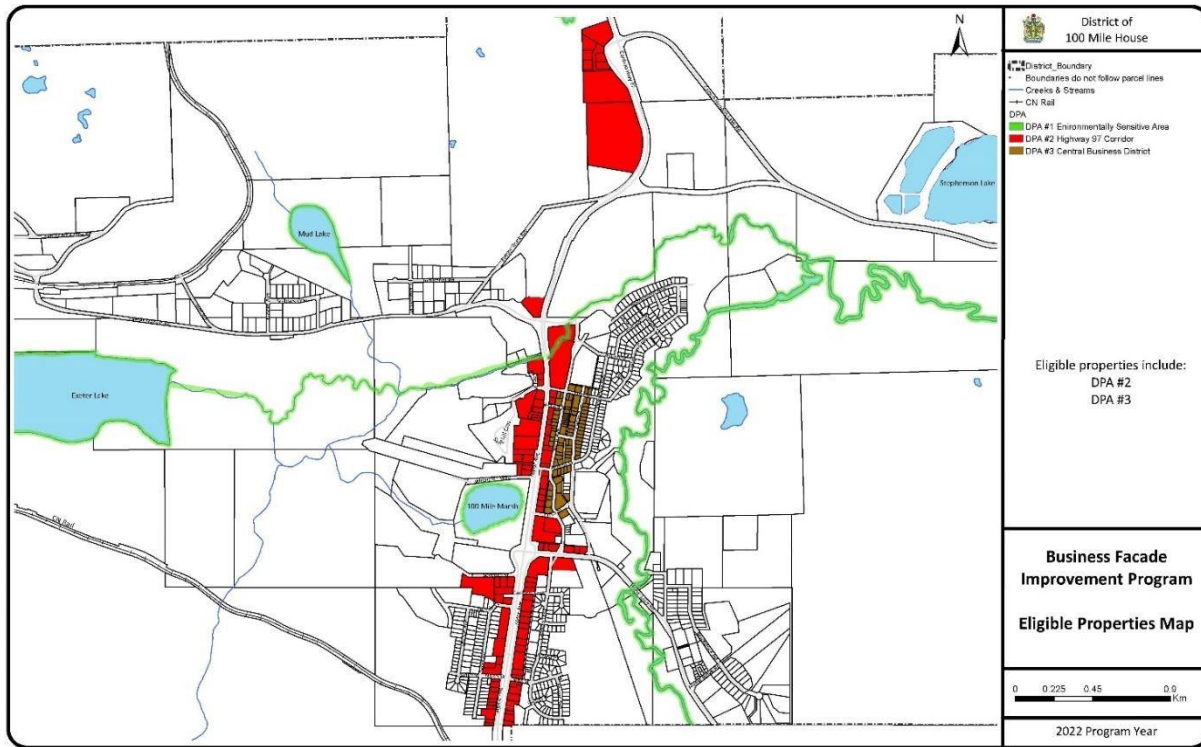 N
District of
100 Mile House
District_Boundary
Boundaries do not follow parcel lines
Creeks & Streams
CN Rail
DPA
DPA #1 Enironmentally Sensitive Area
DPA #2 Highway 97 Corridor
DPA #3 Central Business District
Stephenson Lake
Mud Lake
Exeter Lake
100 Mile Marsh
CN Rail
Eligible properties include:
DPA #2
DPA #3
Business Facade
Improvement Program
Eligible Properties Map
0 0.225 0.45 0.9
Km
2022 Program Year